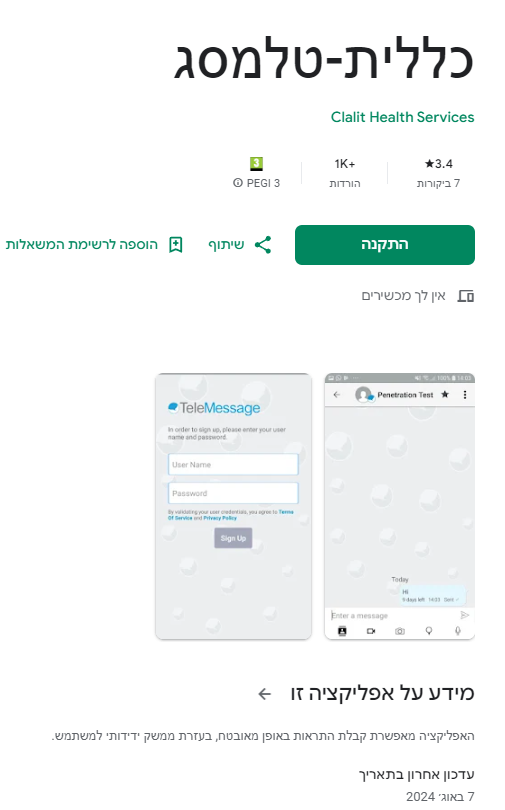 כללית-טלמסג
Clalit Health Services
3.4★
7 ביקורות
1K+
הורדות
3
PEGI 3
התקנה
שיתוף
הוספה לרשימת המשאלות
אין לך מכשירים
14:03
100%
Penetration Test
Today
Hi
9 days left 14:03 Sent
Enter a message
TeleMessage
In order to sign up, please enter your user
name and password.
User Name
Password
By validating your user credentials, you agree to Terms
Of Service and Privacy Policy
Sign Up
מידע על אפליקציה זו
האפליקציה מאפשרת קבלת התראות באופן מאובטח, בעזרת ממשק ידידותי למשתמש.
עדכון אחרון בתאריך
7 באוג׳ 2024